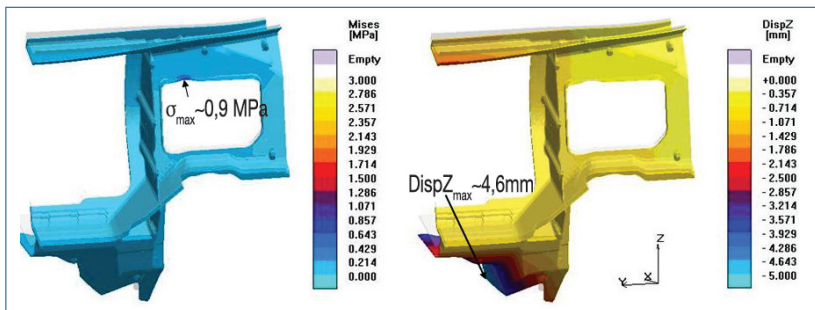 Mises
[MPa]
Empty
3.000
2.786
2.571
2.357
2.143
1.929
1.714
1.500
1.286
1.071
0.857
0.643
0.429
0.214
0.000
σmax~0,9 MPa
DispZ
[mm]
Empty
+0.000
- 0.357
- 0.714
- 1.071
- 1.429
- 1.786
- 2.143
- 2.500
- 2.857
- 3.214
- 3.571
- 3.929
- 4.286
- 4.643
- 5.000
DispZmax~4,6mm
Z
Y
X